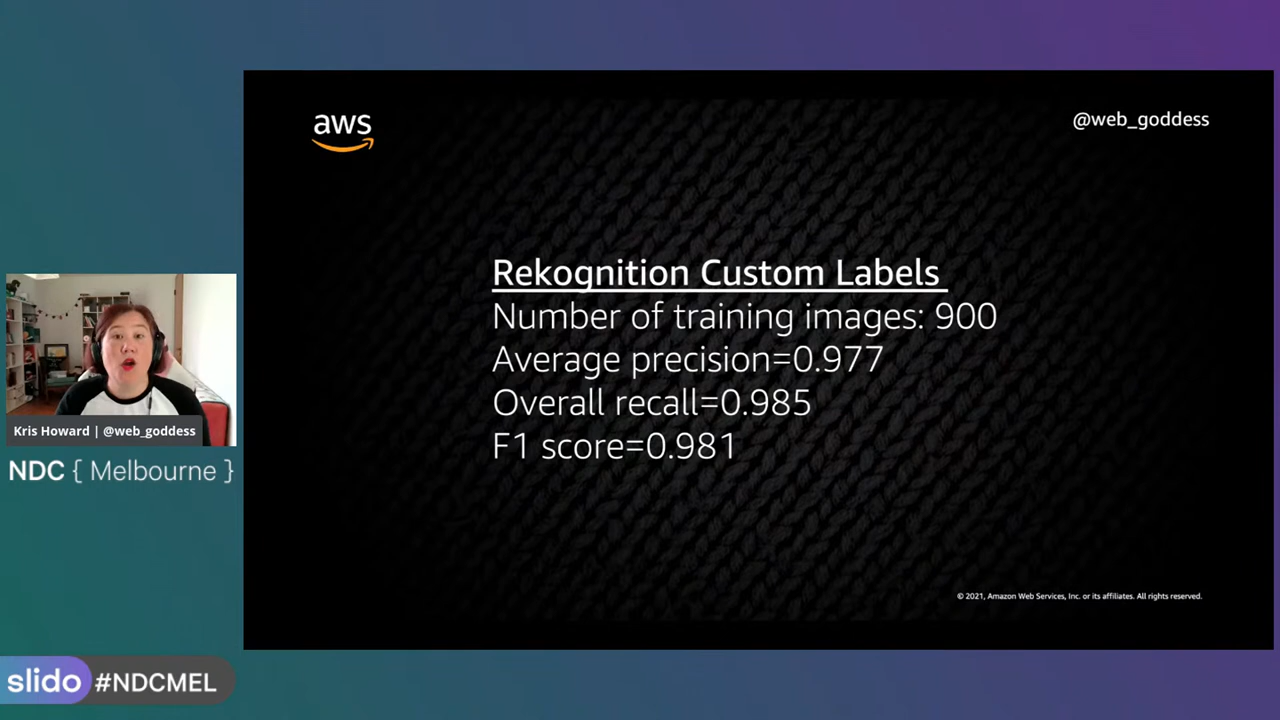 aws
@web_goddess
Rekognition Custom Labels
Number of training images: 900
Average precision=0.977
Overall recall=0.985
F1 score=0.981
© 2021, Amazon Web Services, Inc. or its affiliates. All rights reserved.
Kris Howard | @web_goddess
NDC { Melbourne }
slido #NDCMEL